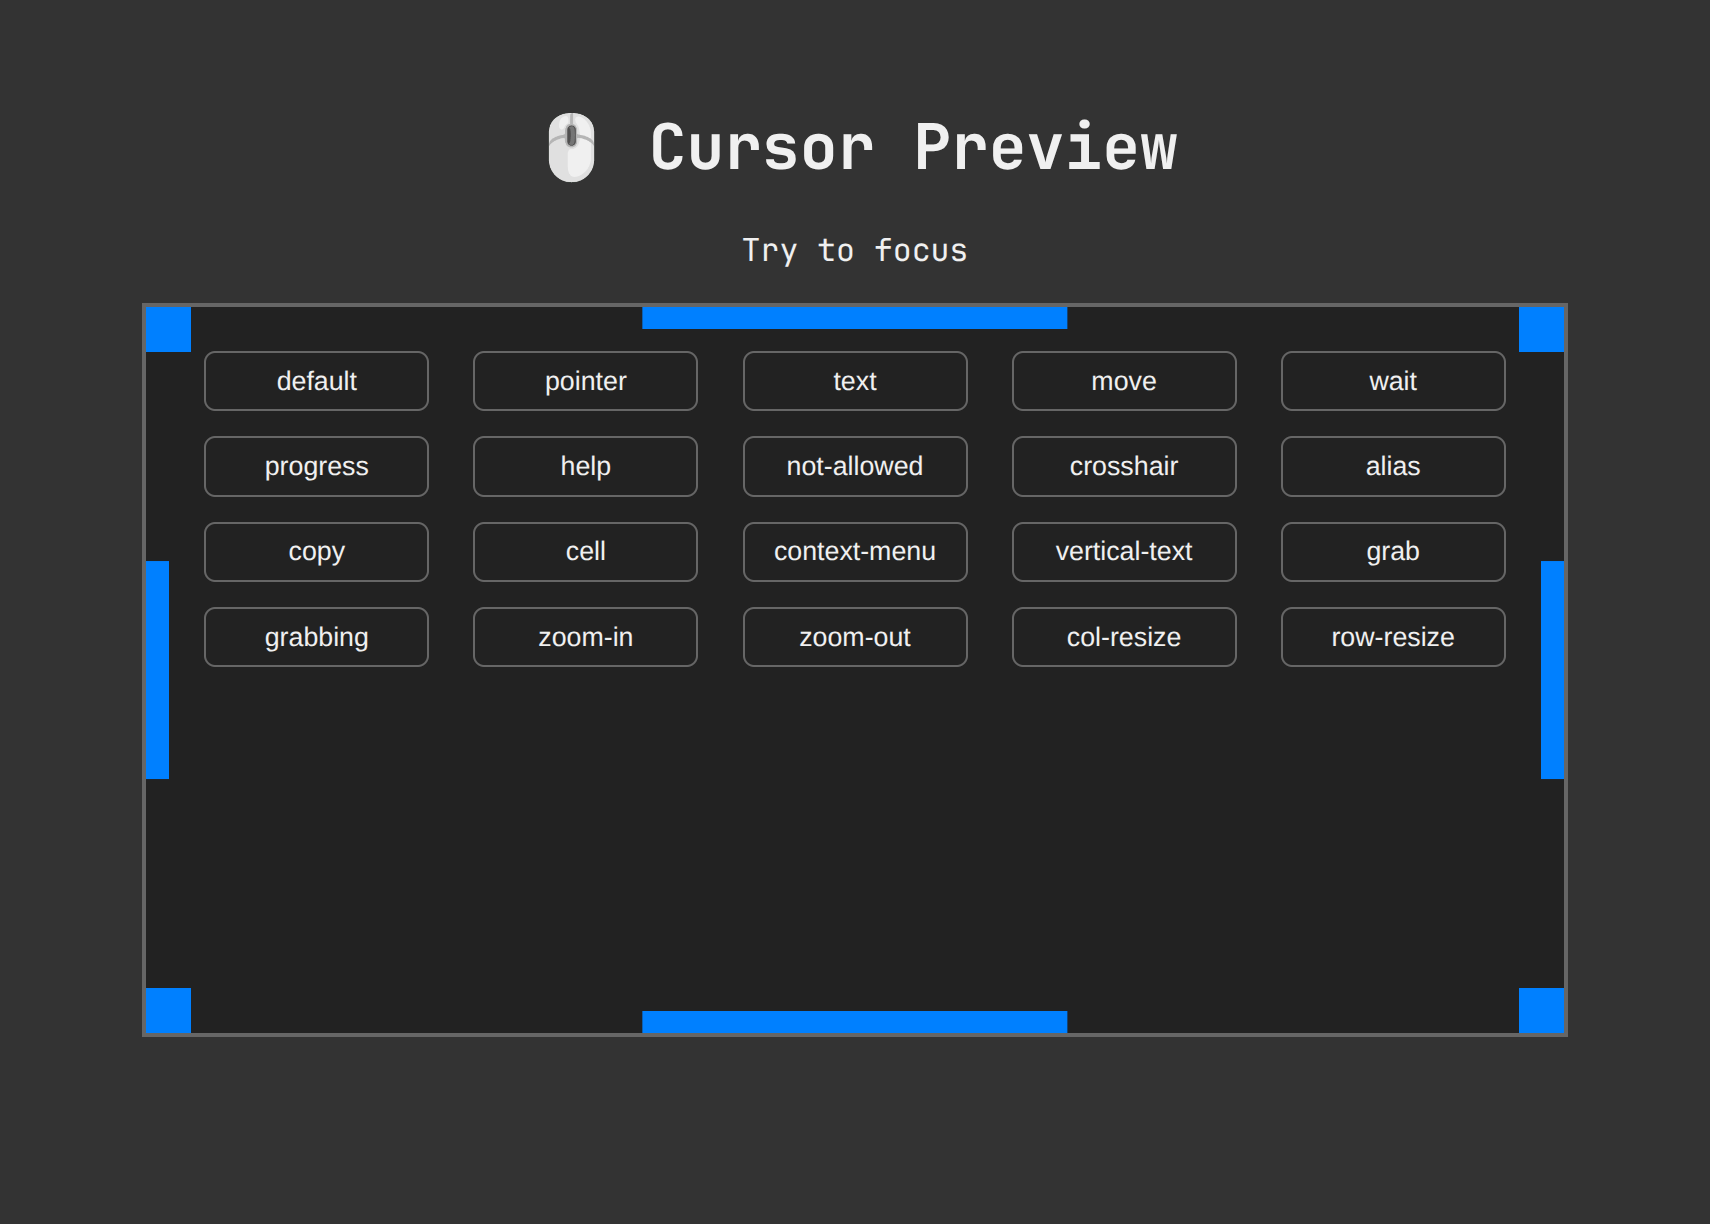 Cursor Preview
Try to focus
default pointer text move wait
progress help not-allowed crosshair alias
copy cell context-menu vertical-text grab
grabbing zoom-in zoom-out col-resize row-resize